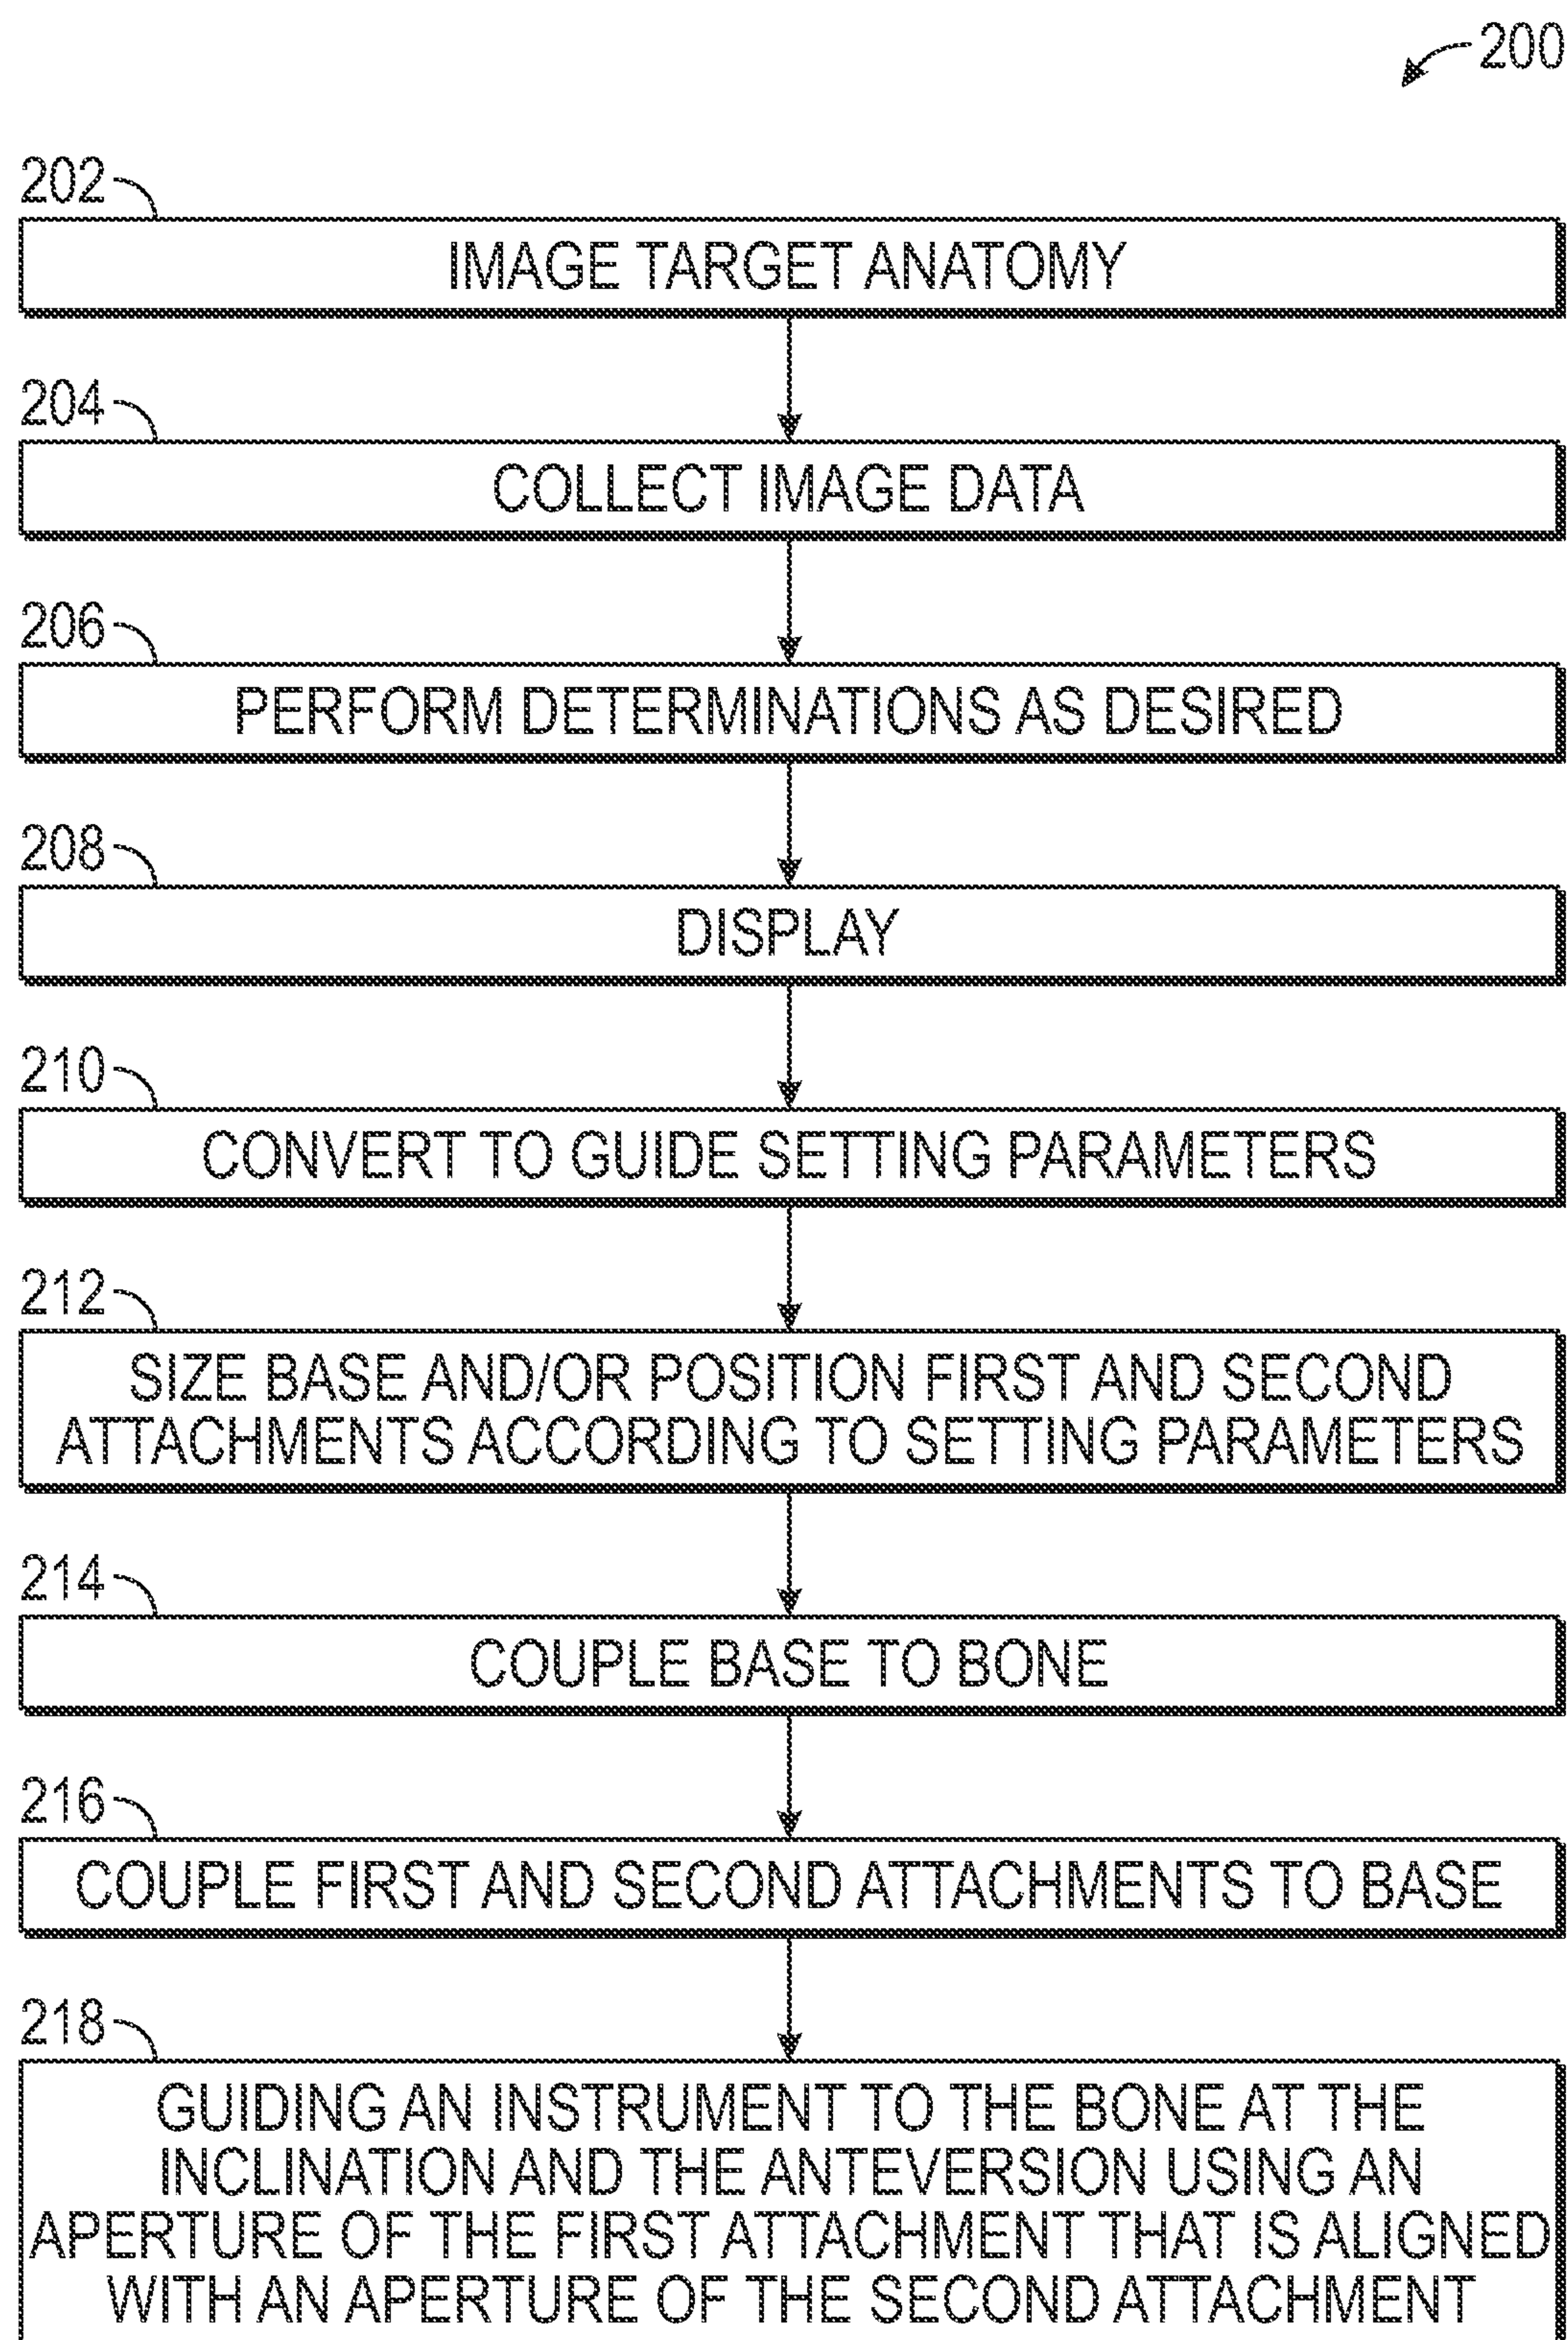 200
202
IMAGE TARGET ANATOMY
204
COLLECT IMAGE DATA
206
PERFORM DETERMINATIONS AS DESIRED
208
DISPLAY
210
CONVERT TO GUIDE SETTING PARAMETERS
212
SIZE BASE AND/OR POSITION FIRST AND SECOND
ATTACHMENTS ACCORDING TO SETTING PARAMETERS
214
COUPLE BASE TO BONE
216
COUPLE FIRST AND SECOND ATTACHMENTS TO BASE
218
GUIDING AN INSTRUMENT TO THE BONE AT THE
INCLINATION AND THE ANTEVERSION USING AN
APERTURE OF THE FIRST ATTACHMENT THAT IS ALIGNED
WITH AN APERTURE OF THE SECOND ATTACHMENT